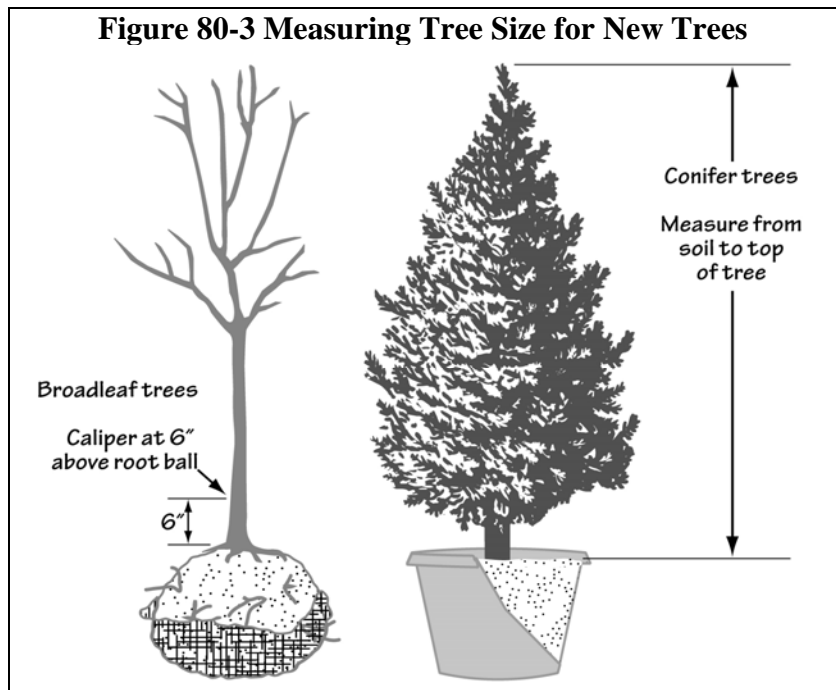 Figure 80-3 Measuring Tree Size for New Trees
Broadleaf trees
Caliper at 6"
above root ball
6"
Conifer trees
Measure from
soil to top
of tree